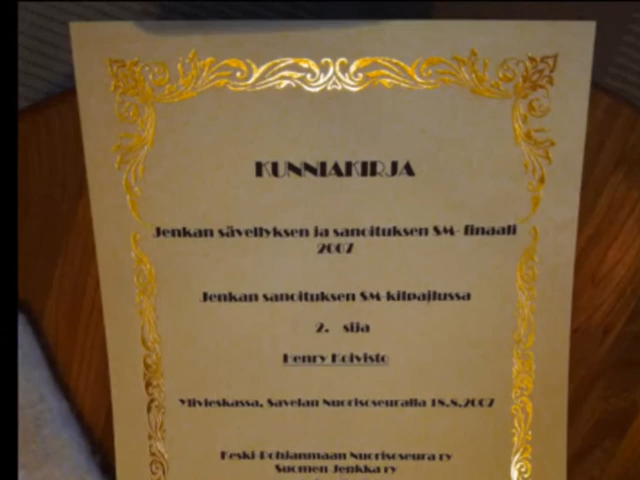 KUNNIAKIRJA
Jenkan sävellyksen ja sanoituksen SM- finaali
2007
Jenkan sanoituksen SM-kilpailussa
2. sija
Henry Koivisto
Ylivieskassa, Savelan Nuorisoseuralla 18.8.2007
Keski-Pohjanmaan Nuorisoseura ry
Suomen Jenkka ry